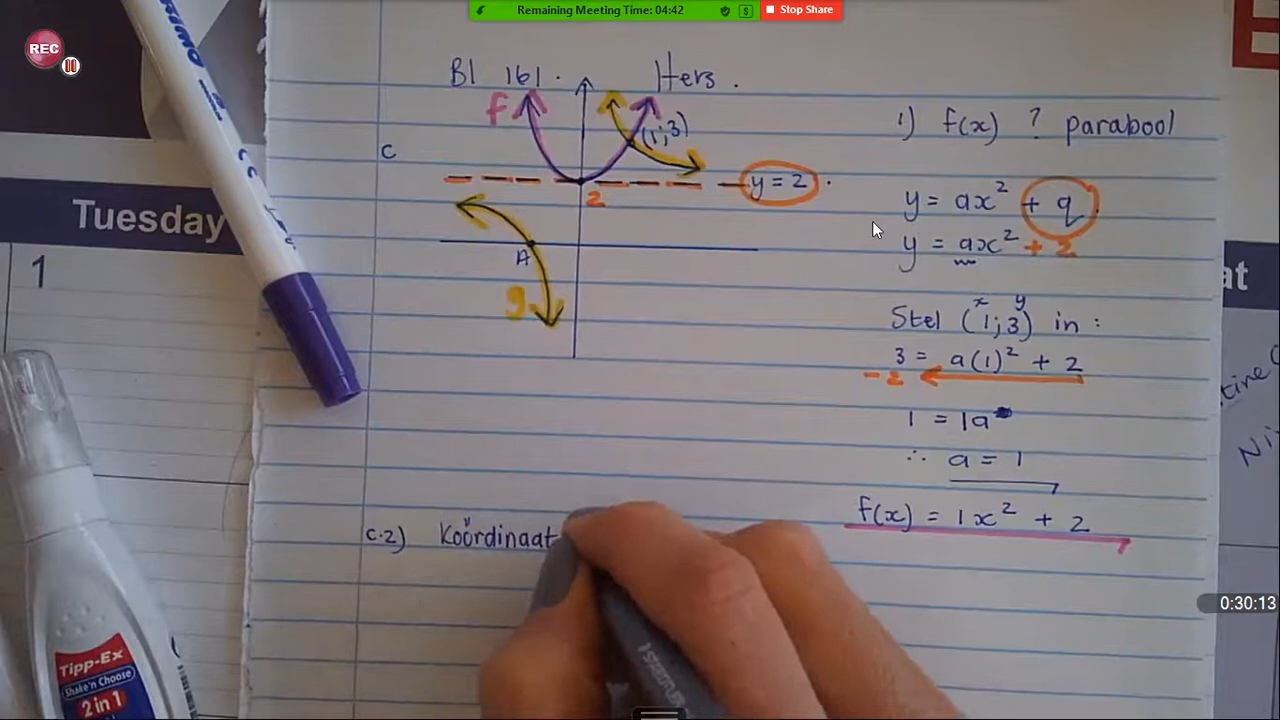 Remaining Meeting Time: 04:42
$
Stop Share
REC
Bl 161.
Hers.
f
(1;3)
c
y = 2.
2
A
g
1) f(x) ? parabool
y = ax² + q
y = ax² + 2
x y
Stel (1;3) in :
3 = a(1)² + 2
- 2
1 = 1a
∴ a = 1
f(x) = 1x² + 2
c.2) Koördinaat
Tuesday
1
0:30:13
Tipp-Ex
Shake'n Choose
2 in 1
at
Ni